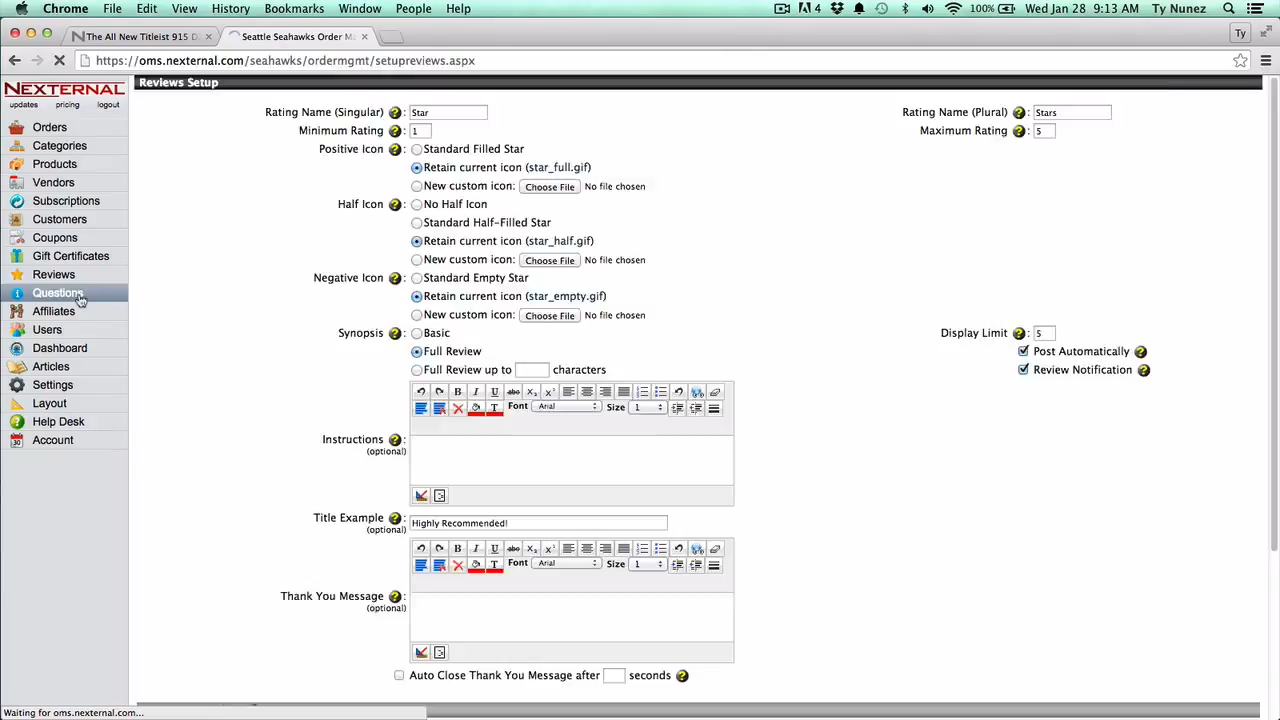 Chrome File Edit View History Bookmarks Window People Help 4 100% Wed Jan 28 9:13 AM Ty Nunez
The All New Titleist 915 D Seattle Seahawks Order M Ty
https://oms.nexternal.com/seahawks/ordermgmt/setupreviews.aspx
NEXTERNAL
updates pricing logout
Orders
Categories
Products
Vendors
Subscriptions
Customers
Coupons
Gift Certificates
Reviews
Questions
Affiliates
Users
Dashboard
Articles
Settings
Layout
Help Desk
Account
Reviews Setup
Rating Name (Singular) ? : Star Rating Name (Plural) ? : Stars
Minimum Rating ? : 1 Maximum Rating ? : 5
Positive Icon ? : Standard Filled Star
Retain current icon (star_full.gif)
New custom icon: Choose File No file chosen
Half Icon ? : No Half Icon
Standard Half-Filled Star
Retain current icon (star_half.gif)
New custom icon: Choose File No file chosen
Negative Icon ? : Standard Empty Star
Retain current icon (star_empty.gif)
New custom icon: Choose File No file chosen
Synopsis ? : Basic Display Limit ? : 5
Full Review Post Automatically ?
Full Review up to characters Review Notification ?
B I U abc X₂ X²
T Font Arial Size 1
Instructions ? :
(optional)
Title Example ? : Highly Recommended!
(optional)
B I U abc X₂ X²
T Font Arial Size 1
Thank You Message ? :
(optional)
Auto Close Thank You Message after seconds ?
Waiting for oms.nexternal.com...